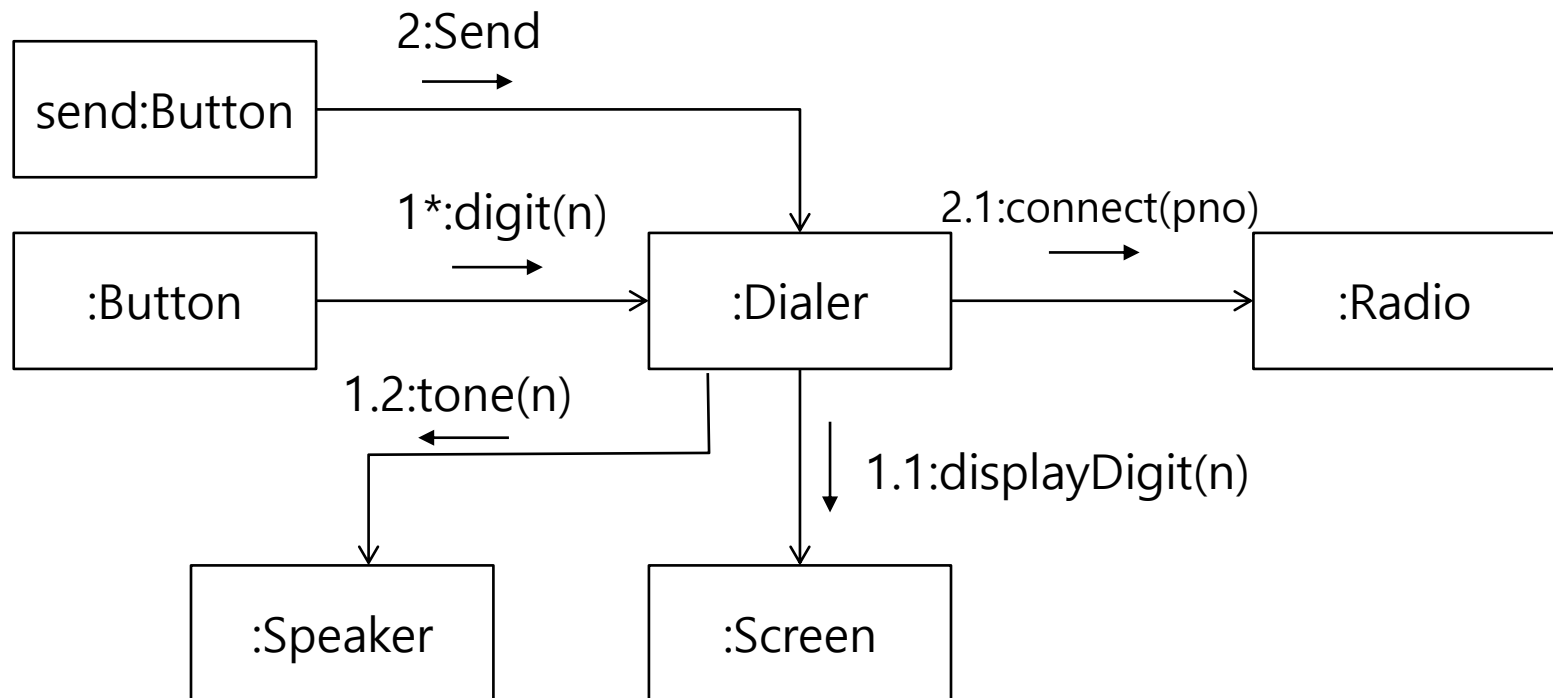 2:Send
send:Button
1*:digit(n)
2.1:connect(pno)
:Button
:Dialer
:Radio
1.2:tone(n)
1.1:displayDigit(n)
:Speaker
:Screen